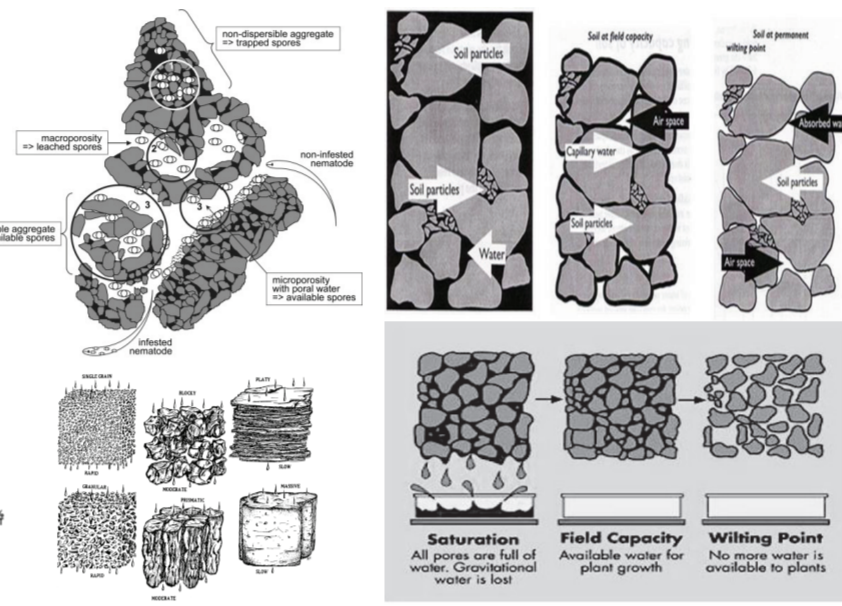 non-dispersible aggregate
=> trapped spores
macroporosity
=> leached spores
2
non-infested
nematode
3
3
aggregate
spores
microporosity
with poral water
=> available spores
infested
nematode
Soil particles
Soil particles
Water
Soil at field capacity
Air space
Capillary water
Soil particles
Soil at permanent
wilting point
Absorbed
Soil particles
Air space
SINGLE GRAIN
RAPID
BLOCKY
MODERATE
PLATY
SLOW
GRANULAR
RAPID
PRISMATIC
MODERATE
MASSIVE
SLOW
Saturation
All pores are full of
water. Gravitational
water is lost
Field Capacity
Available water for
plant growth
Wilting Point
No more water is
available to plants